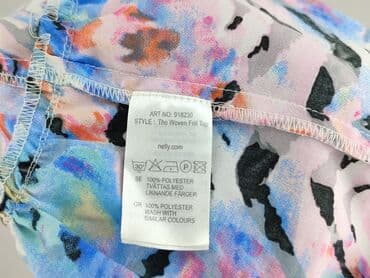 ART NO: 918230
STYLE : The Woven Frill Top
nelly.com
SE 100% POLYESTER
TVÄTTAS MED
LIKNANDE FÄRGER
GB 100% POLYESTER
WASH WITH
SIMILAR COLOURS